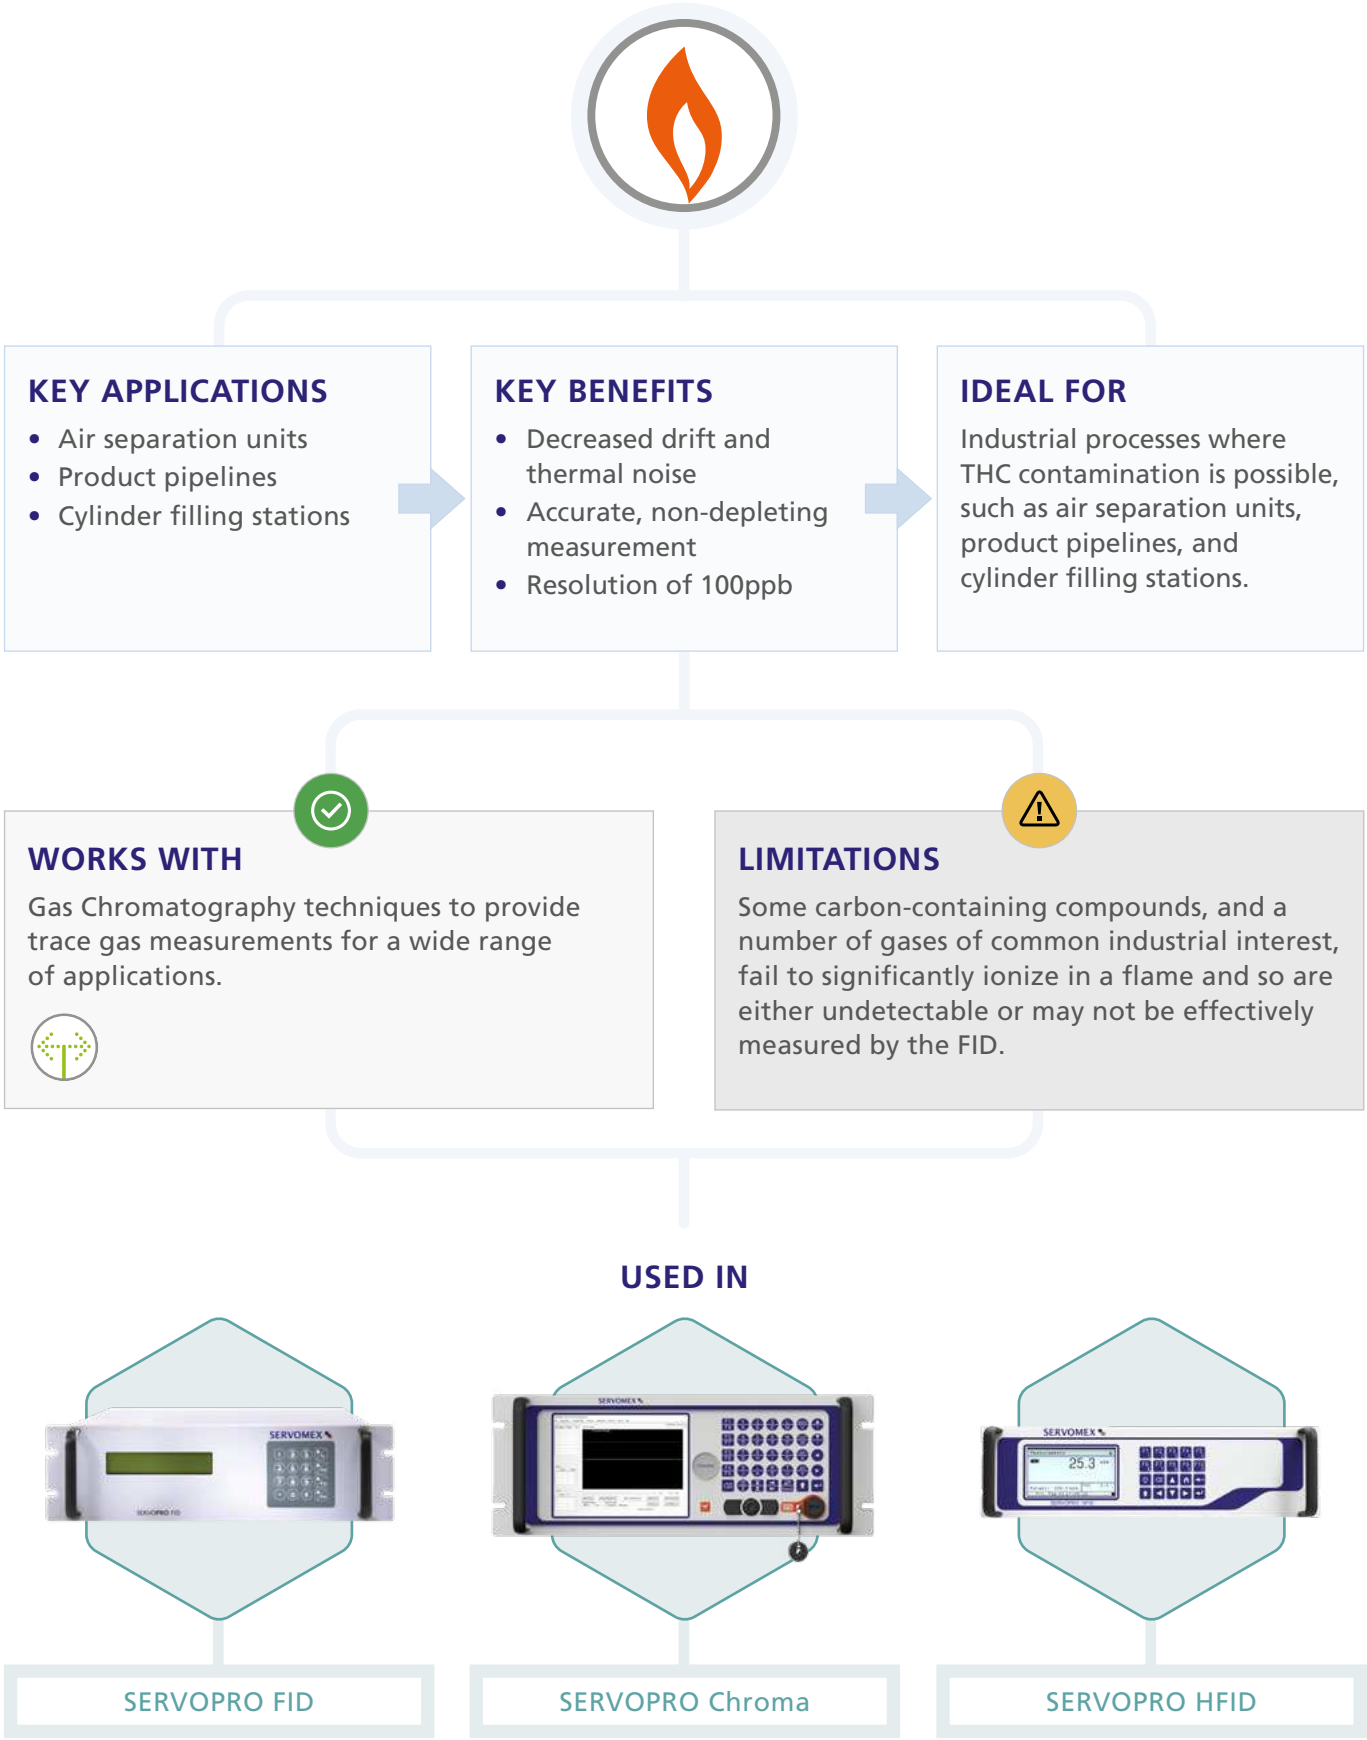 KEY APPLICATIONS
• Air separation units
• Product pipelines
• Cylinder filling stations
KEY BENEFITS
• Decreased drift and
thermal noise
• Accurate, non-depleting
measurement
• Resolution of 100ppb
IDEAL FOR
Industrial processes where
THC contamination is possible,
such as air separation units,
product pipelines, and
cylinder filling stations.
WORKS WITH
Gas Chromatography techniques to provide
trace gas measurements for a wide range
of applications.
LIMITATIONS
Some carbon-containing compounds, and a
number of gases of common industrial interest,
fail to significantly ionize in a flame and so are
either undetectable or may not be effectively
measured by the FID.
USED IN
SERVOMEX
SERVOPRO FID
SERVOMEX
SERVOMEX
25.3
SERVOPRO HFID
SERVOPRO FID
SERVOPRO Chroma
SERVOPRO HFID